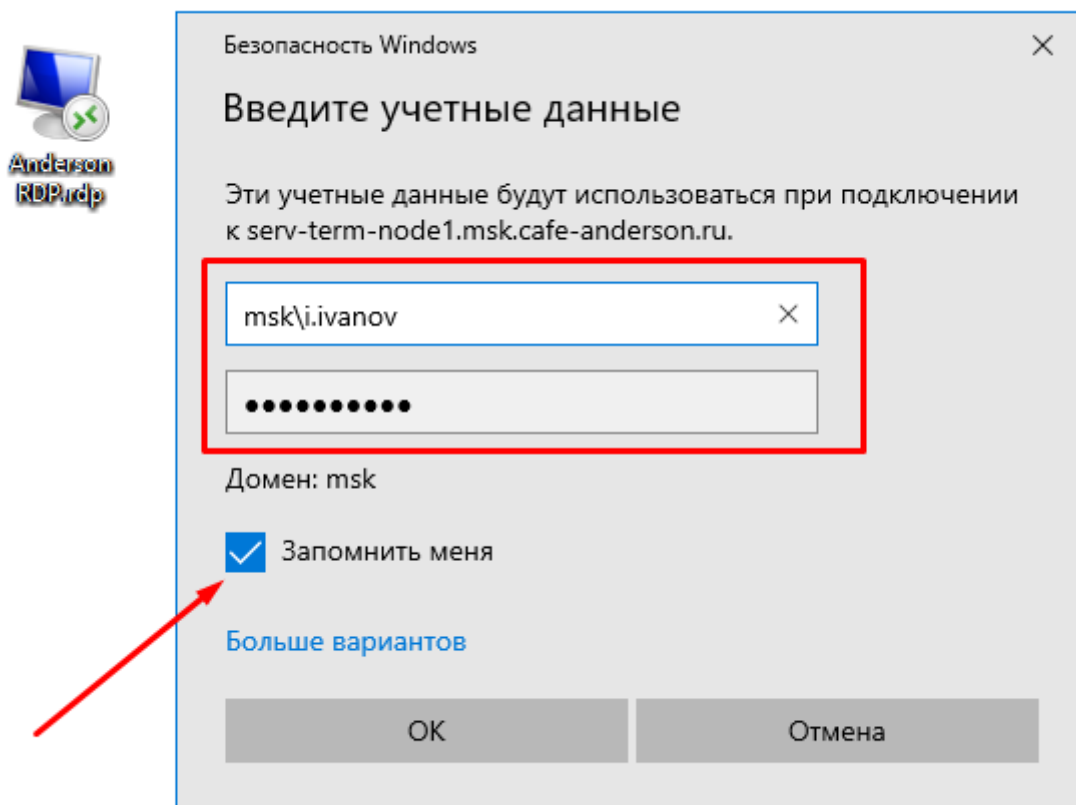 Anderson
RDP.rdp
Безопасность Windows
Введите учетные данные
Эти учетные данные будут использоваться при подключении
к serv-term-node1.msk.cafe-anderson.ru.
msk\i.ivanov
••••••••••
Домен: msk
Запомнить меня
Больше вариантов
ОК
Отмена